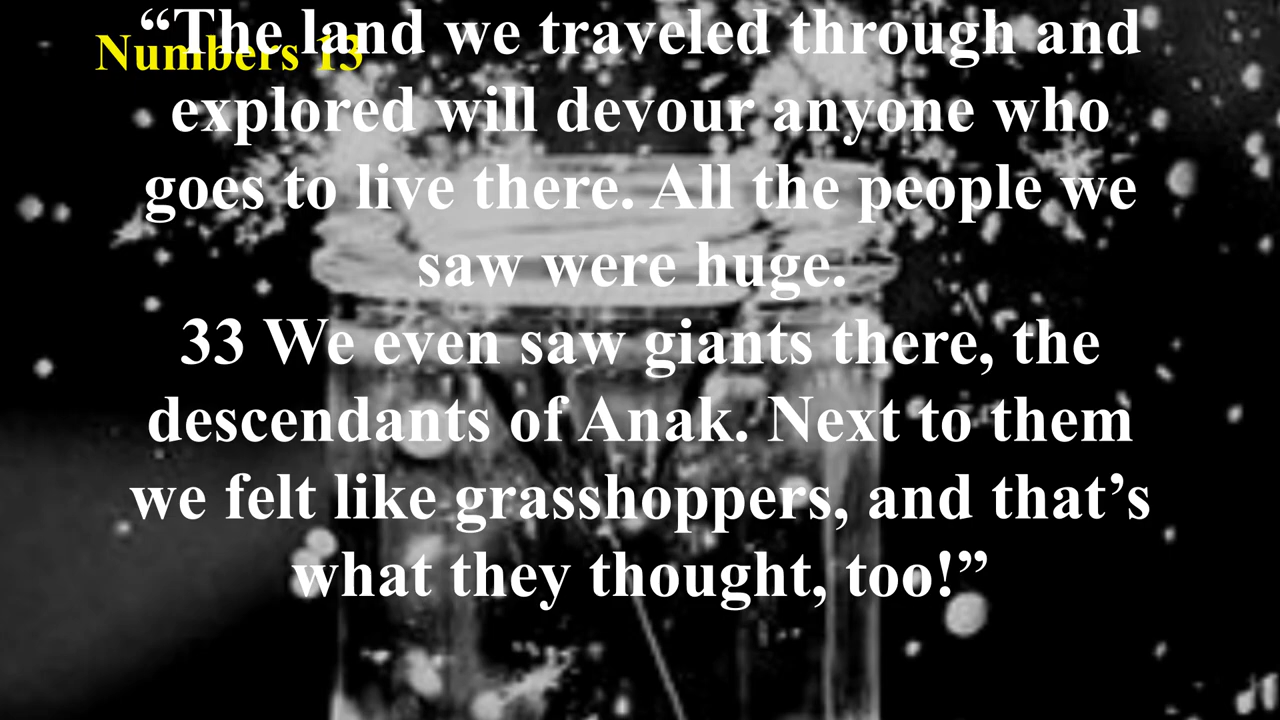 Numbers 13
“The land we traveled through and
explored will devour anyone who
goes to live there. All the people we
saw were huge.
33 We even saw giants there, the
descendants of Anak. Next to them
we felt like grasshoppers, and that’s
what they thought, too!”